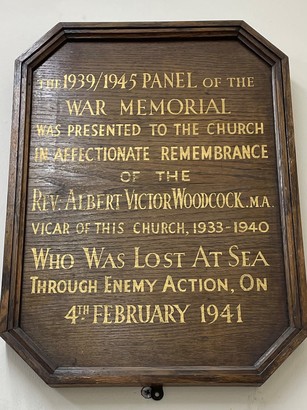 THE 1939/1945 PANEL OF THE
WAR MEMORIAL
WAS PRESENTED TO THE CHURCH
IN AFFECTIONATE REMEMBRANCE
OF THE
REV. ALBERT VICTOR WOODCOCK. M.A.
VICAR OF THIS CHURCH, 1933-1940
WHO WAS LOST AT SEA
THROUGH ENEMY ACTION, ON
4TH FEBRUARY 1941